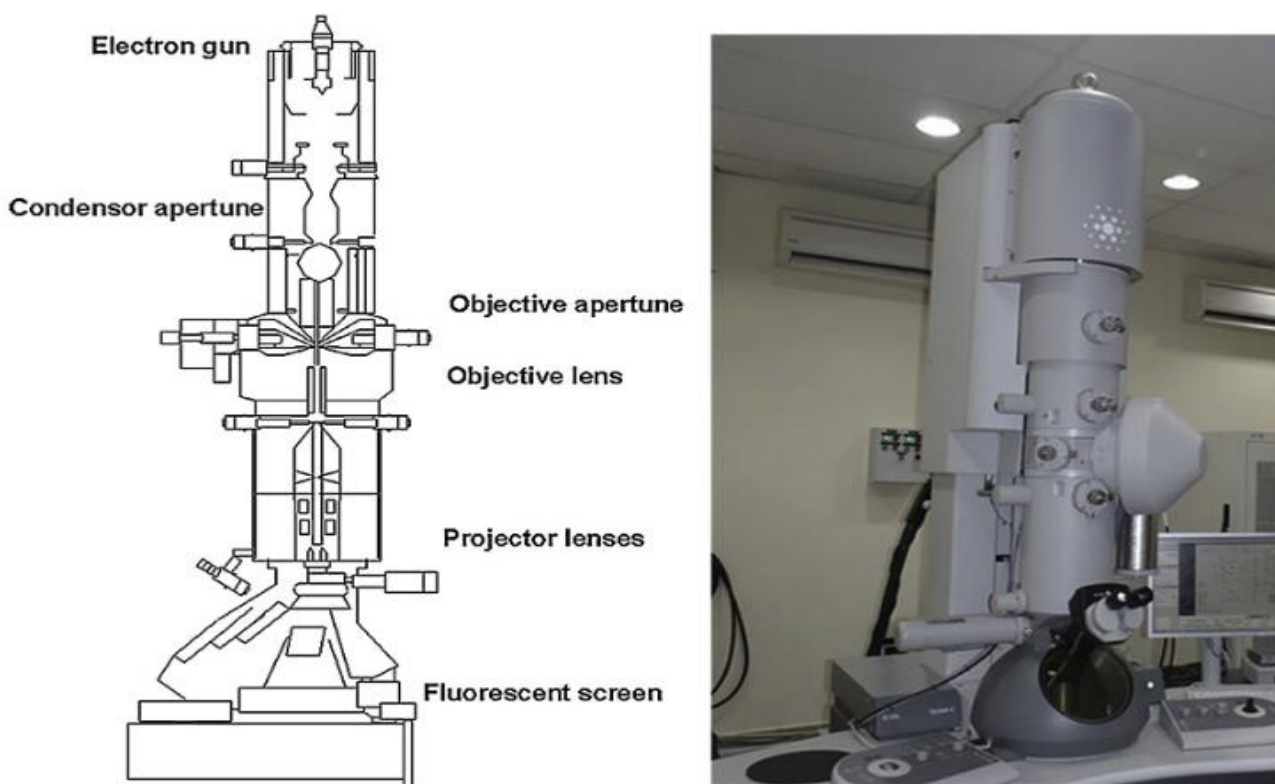 Electron gun
Condensor apertune
Objective apertune
Objective lens
Projector lenses
Fluorescent screen